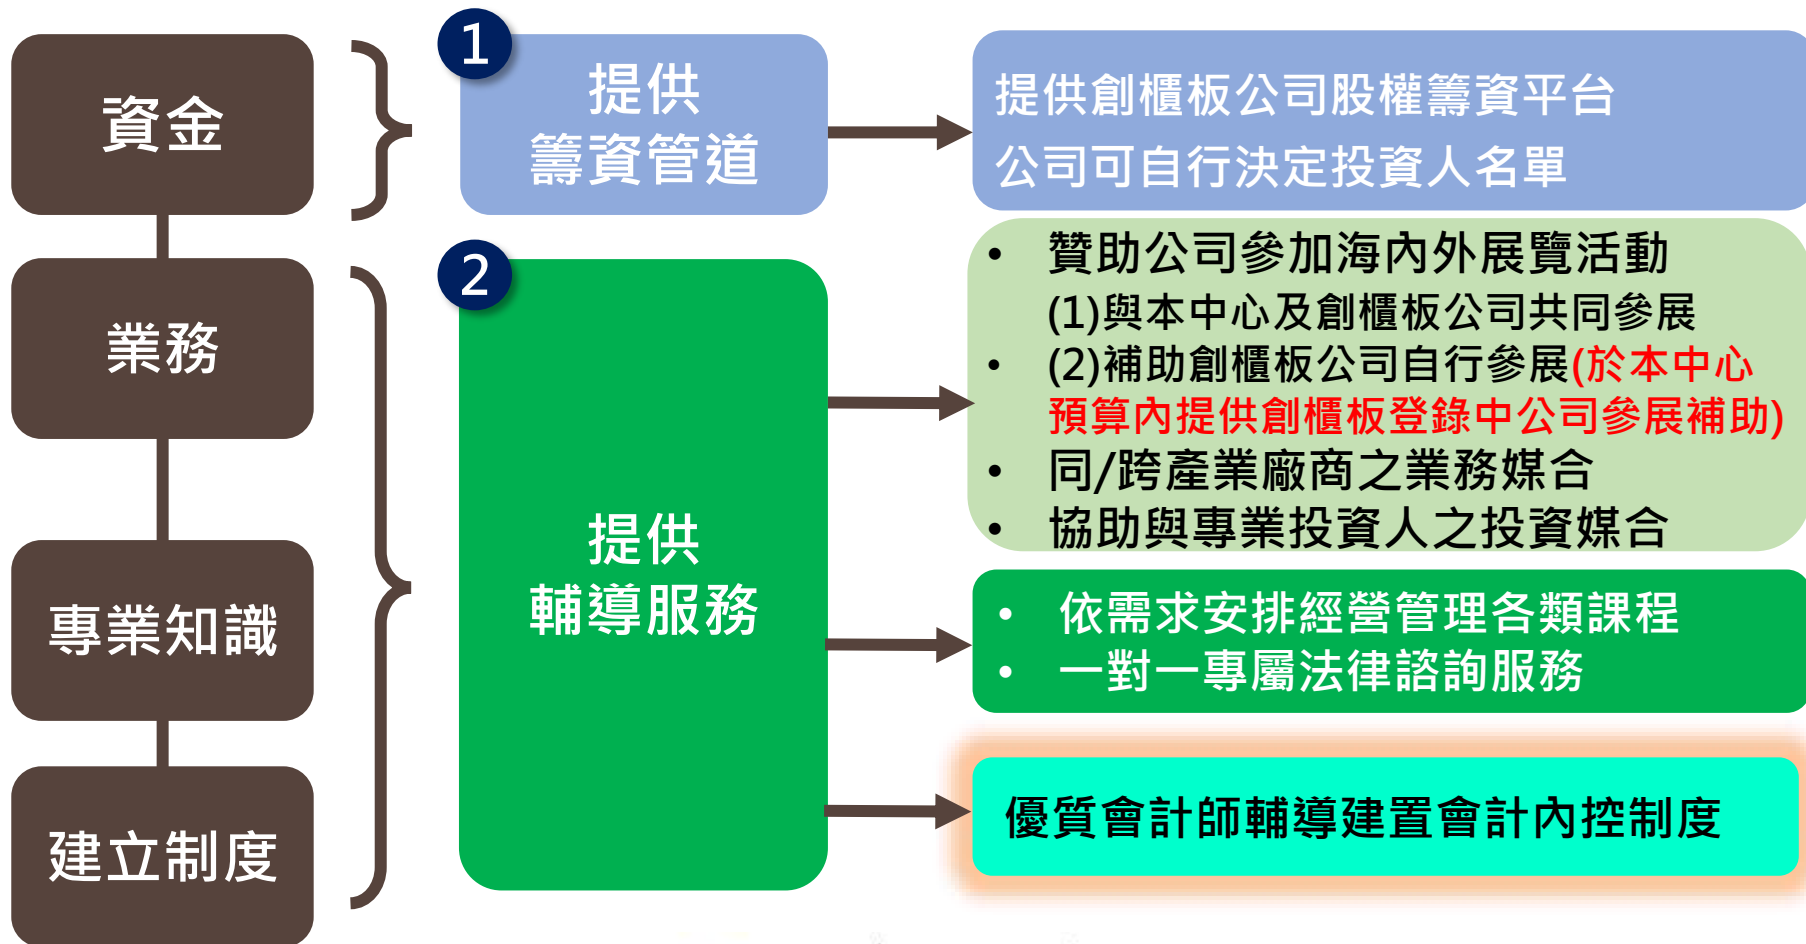 資金
業務
專業知識
建立制度
1
提供
籌資管道
2
提供
輔導服務
提供創櫃板公司股權籌資平台
公司可自行決定投資人名單
• 贊助公司參加海內外展覽活動
(1)與本中心及創櫃板公司共同參展
• (2)補助創櫃板公司自行參展(於本中心
預算內提供創櫃板登錄中公司參展補助)
• 同/跨產業廠商之業務媒合
• 協助與專業投資人之投資媒合
• 依需求安排經營管理各類課程
• 一對一專屬法律諮詢服務
優質會計師輔導建置會計內控制度